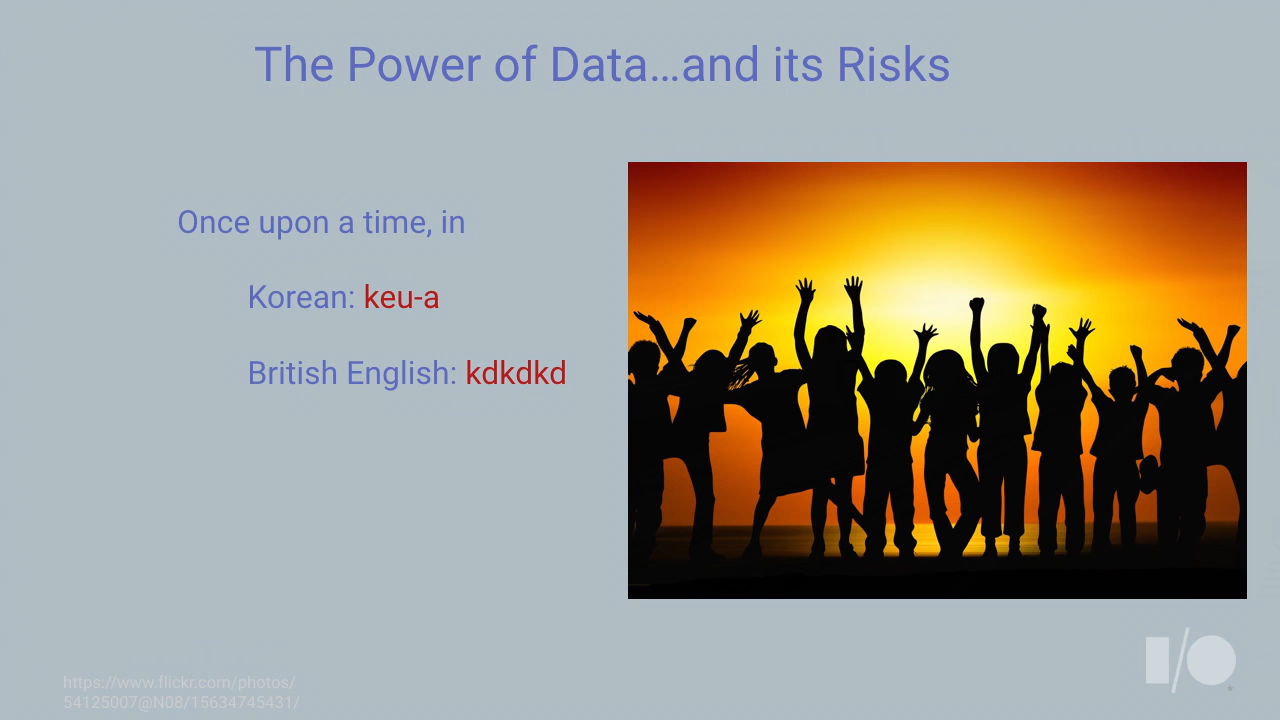 The Power of Data…and its Risks
Once upon a time, in
Korean: keu-a
British English: kdkdkd
https://www.flickr.com/photos/
54125007@N08/15634745431/
I/O